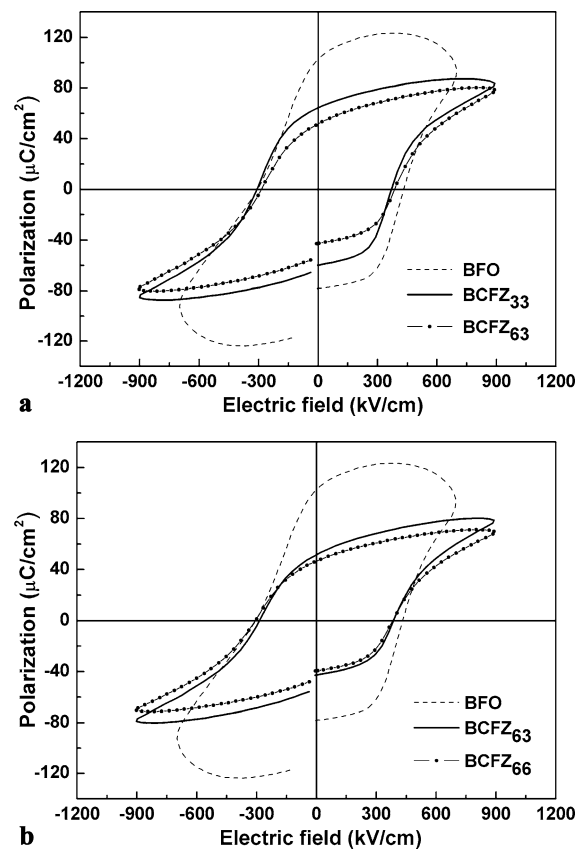 120
80
40
0
-40
-80
-120
Polarization (μC/cm²)
BFO
BCFZ33
BCFZ63
-1200 -900 -600 -300 0 300 600 900 1200
a Electric field (kV/cm)
120
80
40
0
-40
-80
-120
Polarization (μC/cm²)
BFO
BCFZ63
BCFZ66
-1200 -900 -600 -300 0 300 600 900 1200
b Electric field (kV/cm)